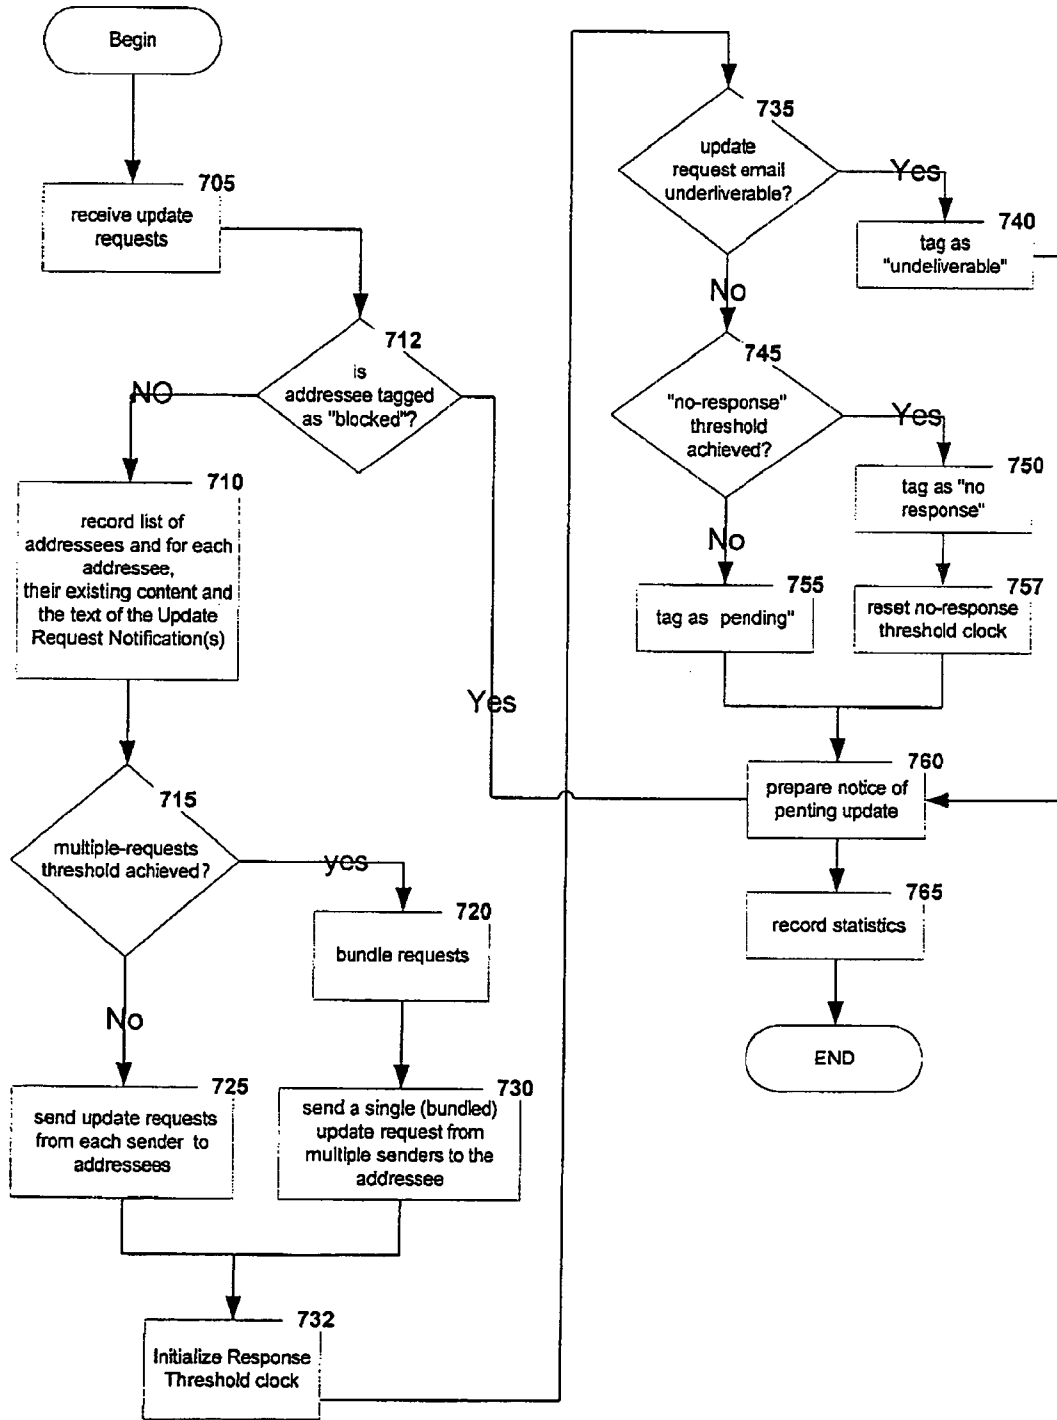 Begin
705
receive update
requests
712
is
addressee tagged
as "blocked"?
NO
Yes
710
record list of
addressees and for each
addressee,
their existing content and
the text of the Update
Request Notification(s)
715
multiple-requests
threshold achieved?
yes
No
720
bundle requests
725
send update requests
from each sender to
addressees
730
send a single (bundled)
update request from
multiple senders to the
addressee
732
Initialize Response
Threshold clock
735
update
request email
underliverable?
Yes
No
740
tag as
"undeliverable"
745
"no-response"
threshold
achieved?
Yes
No
750
tag as "no
response"
755
tag as pending"
757
reset no-response
threshold clock
760
prepare notice of
penting update
765
record statistics
END